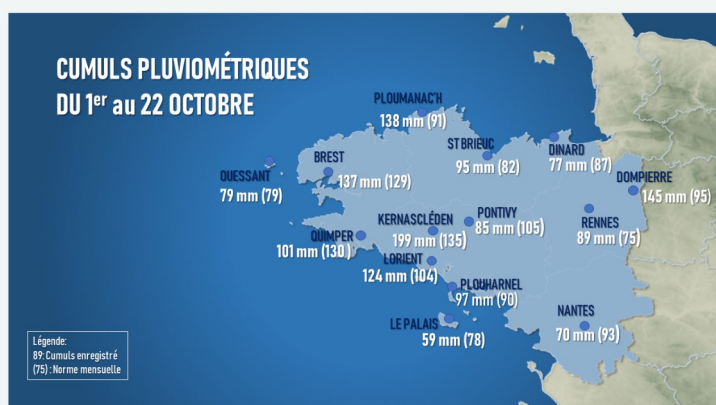 CUMULS PLUVIOMÉTRIQUES
DU 1er au 22 OCTOBRE
PLOUMANAC'H
138 mm (91)
ST BRIEUC
95 mm (82)
DINARD
77 mm (87)
BREST
137 mm (129)
OUESSANT
79 mm (79)
DOMPIERRE
145 mm (95)
KERNASCLÉDEN
199 mm (135)
PONTIVY
85 mm (105)
RENNES
89 mm (75)
QUIMPER
101 mm (130)
LORIENT
124 mm (104)
PLOUHARNEL
97 mm (90)
LE PALAIS
59 mm (78)
NANTES
70 mm (93)
Légende:
89: Cumuls enregistré
(75) : Norme mensuelle